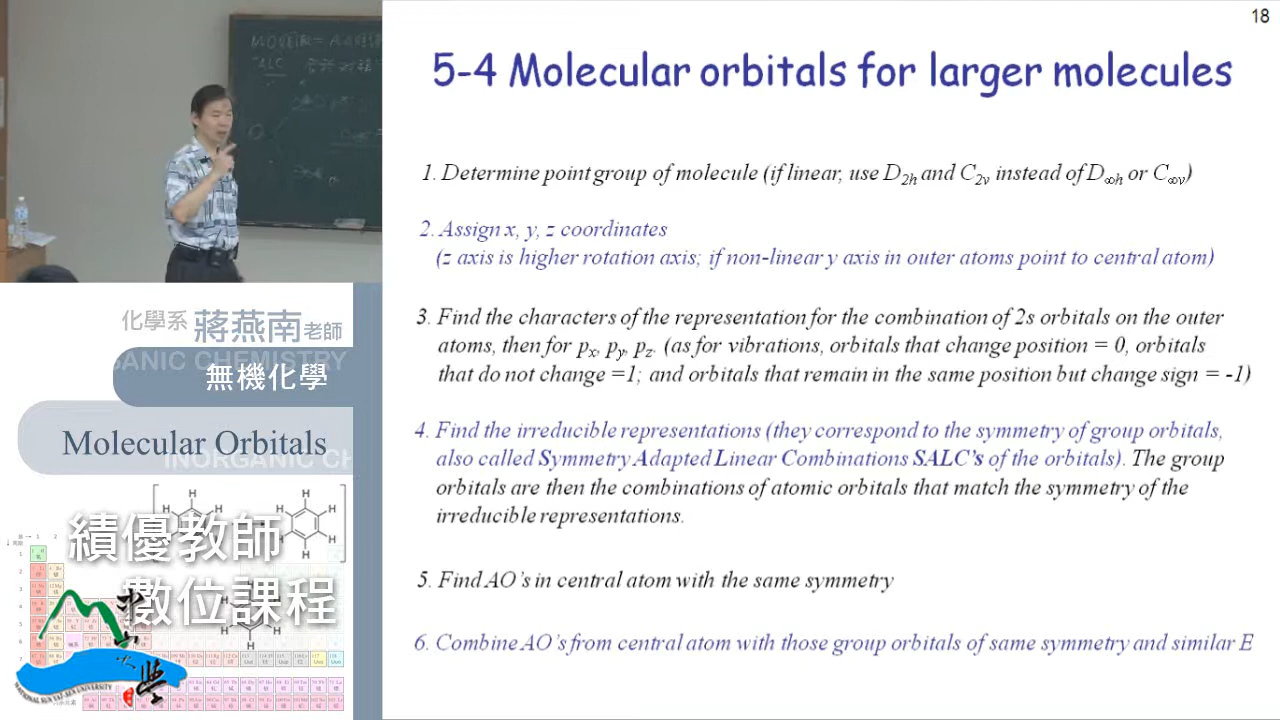 18
5-4 Molecular orbitals for larger molecules
1. Determine point group of molecule (if linear, use D2h and C2v instead of D∞h or C∞v)
2. Assign x, y, z coordinates
(z axis is higher rotation axis; if non-linear y axis in outer atoms point to central atom)
3. Find the characters of the representation for the combination of 2s orbitals on the outer
atoms, then for px, py, pz. (as for vibrations, orbitals that change position = 0, orbitals
that do not change =1; and orbitals that remain in the same position but change sign = -1)
4. Find the irreducible representations (they correspond to the symmetry of group orbitals,
also called Symmetry Adapted Linear Combinations SALC's of the orbitals). The group
orbitals are then the combinations of atomic orbitals that match the symmetry of the
irreducible representations.
5. Find AO's in central atom with the same symmetry
6. Combine AO's from central atom with those group orbitals of same symmetry and similar E
化學系 蔣燕南老師
GANIC CHEMISTRY
無機化學
Molecular Orbitals
INORGANIC CH
績優教師
數位課程
NATIONAL SUN YAT-SEN UNIVERSITY